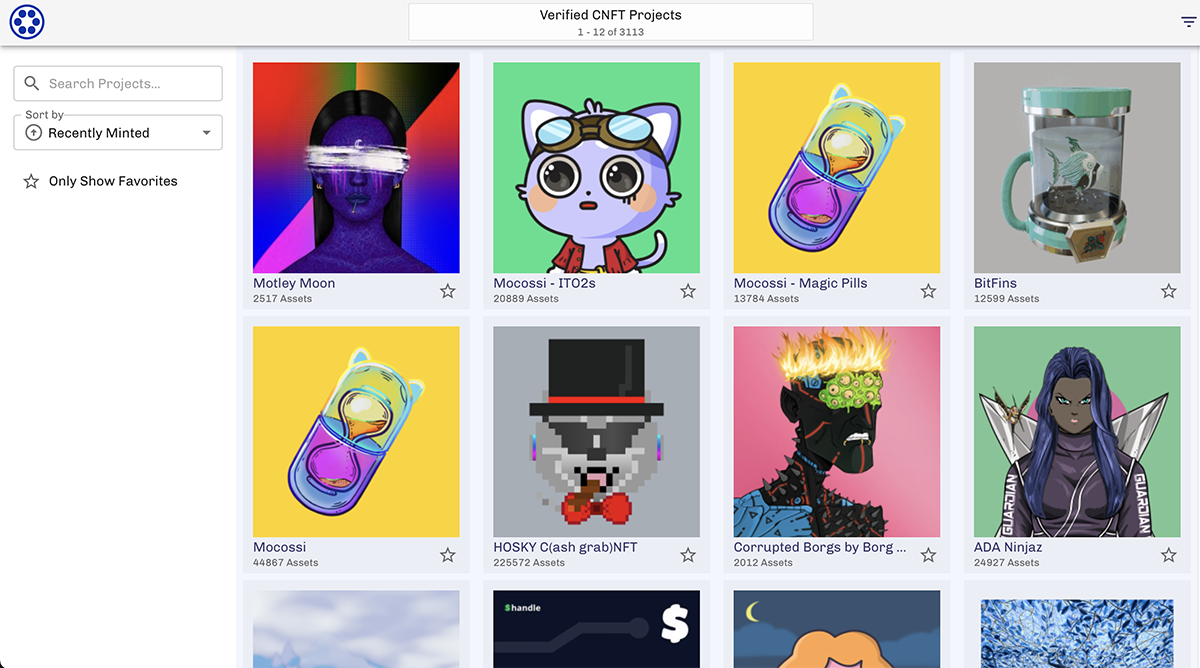 Verified CNFT Projects
1 - 12 of 3113
Search Projects...
Sort by
Recently Minted
Only Show Favorites
Motley Moon
2517 Assets
Mocossi - ITO2s
20889 Assets
Mocossi - Magic Pills
13784 Assets
BitFins
12599 Assets
GUARDIAN
GUARDIAN
Mocossi
44867 Assets
HOSKY C(ash grab)NFT
225572 Assets
Corrupted Borgs by Borg ...
2012 Assets
ADA Ninjaz
24927 Assets
$handle
$